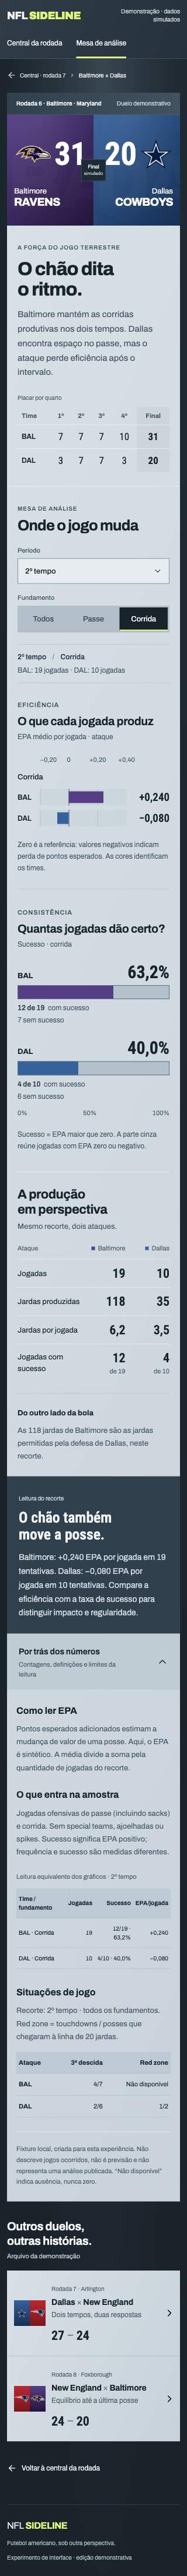 NFL SIDELINE
Demonstração · dados
simulados
Central da rodada
Mesa de análise
Central · rodada 7
Baltimore × Dallas
Rodada 6 · Baltimore · Maryland
Duelo demonstrativo
31
20
Final
simulado
Baltimore
RAVENS
Dallas
COWBOYS
A FORÇA DO JOGO TERRESTRE
O chão dita
o ritmo.
Baltimore mantém as corridas
produtivas nos dois tempos. Dallas
encontra espaço no passe, mas o
ataque perde eficiência após o
intervalo.
Placar por quarto
Time 1º 2º 3º 4º Final
BAL 7 7 7 10 31
DAL 3 7 7 3 20
MESA DE ANÁLISE
Onde o jogo muda
Período
2º tempo
Fundamento
Todos
Passe
Corrida
2º tempo / Corrida
BAL: 19 jogadas · DAL: 10 jogadas
EFICIÊNCIA
O que cada jogada produz
EPA médio por jogada · ataque
−0,20 0 +0,20 +0,40
Corrida
BAL +0,240
DAL −0,080
Zero é a referência: valores negativos indicam
perda de pontos esperados. As cores identificam
os times.
CONSISTÊNCIA
Quantas jogadas dão certo?
Sucesso · corrida
BAL 63,2%
12 de 19 com sucesso
7 sem sucesso
DAL 40,0%
4 de 10 com sucesso
6 sem sucesso
0% 50% 100%
Sucesso = EPA maior que zero. A parte cinza
reúne jogadas com EPA zero ou negativo.
A produção
em perspectiva
Mesmo recorte, dois ataques.
Ataque Baltimore Dallas
Jogadas 19 10
Jardas produzidas 118 35
Jardas por jogada 6,2 3,5
Jogadas com
sucesso
12
de 19
4
de 10
Do outro lado da bola
As 118 jardas de Baltimore são as jardas
permitidas pela defesa de Dallas, neste
recorte.
Leitura do recorte
O chão também
move a posse.
Baltimore: +0,240 EPA por jogada em 19
tentativas. Dallas: −0,080 EPA por
jogada em 10 tentativas. Compare a
eficiência com a taxa de sucesso para
distinguir impacto e regularidade.
Por trás dos números
Contagens, definições e limites da
leitura
Como ler EPA
Pontos esperados adicionados estimam a
mudança de valor de uma posse. Aqui, o EPA
é sintético. A média divide a soma pela
quantidade de jogadas do recorte.
O que entra na amostra
Jogadas ofensivas de passe (incluindo sacks)
e corrida. Sem special teams, ajoelhadas ou
spikes. Sucesso significa EPA positivo;
frequência e sucesso são medidas diferentes.
Leitura equivalente dos gráficos · 2º tempo
Time /
fundamento
Jogadas Sucesso EPA/jogada
BAL · Corrida 19 12/19 ·
63,2% +0,240
DAL · Corrida 10 4/10 · 40,0% −0,080
Situações de jogo
Recorte: 2º tempo · todos os fundamentos.
Red zone = touchdowns / posses que
chegaram à linha de 20 jardas.
Ataque 3ª descida Red zone
BAL 4/7 Não disponível
DAL 2/6 1/2
Fixture local, criada para esta experiência. Não
descreve jogos ocorridos, não é previsão e não
representa uma análise publicada. “Não disponível”
indica ausência, nunca zero.
Outros duelos,
outras histórias.
Arquivo da demonstração
Rodada 7 · Arlington
Dallas × New England
Dois tempos, duas respostas
27 – 24
Rodada 8 · Foxborough
New England × Baltimore
Equilíbrio até a última posse
24 – 20
Voltar à central da rodada
NFL SIDELINE
Futebol americano, sob outra perspectiva.
Experimento de interface · edição demonstrativa